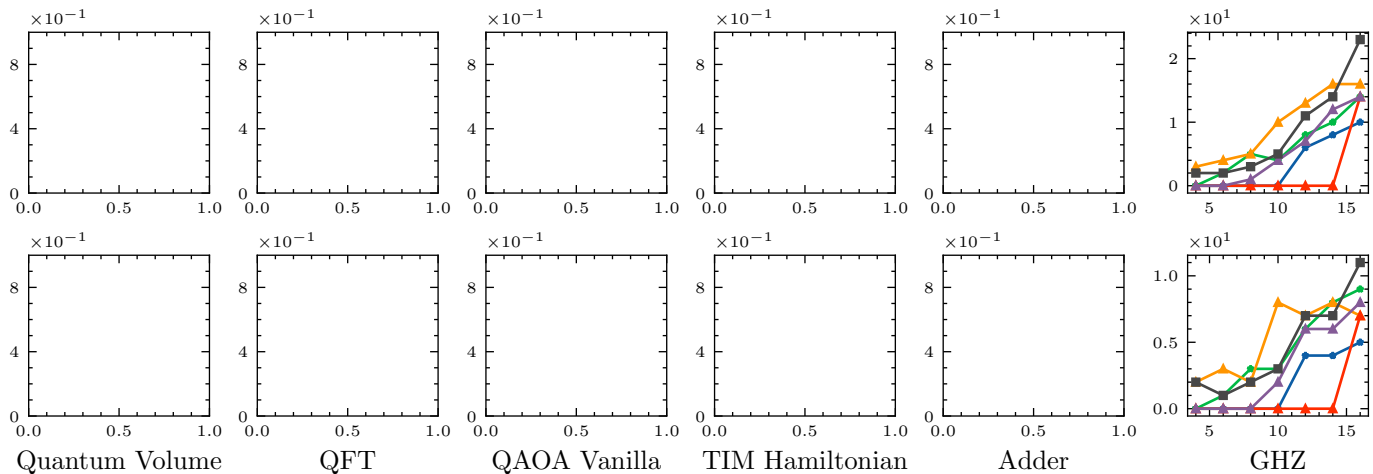 ×10⁻¹ ×10⁻¹ ×10⁻¹ ×10⁻¹ ×10⁻¹ ×10¹
8 8 8 8 8 2
4 4 4 4 4 1
0 0 0 0 0 0
0.0 0.5 1.0 0.0 0.5 1.0 0.0 0.5 1.0 0.0 0.5 1.0 0.0 0.5 1.0 5 10 15
×10⁻¹ ×10⁻¹ ×10⁻¹ ×10⁻¹ ×10⁻¹ ×10¹
8 8 8 8 8 1.0
4 4 4 4 4 0.5
0 0 0 0 0 0.0
0.0 0.5 1.0 0.0 0.5 1.0 0.0 0.5 1.0 0.0 0.5 1.0 0.0 0.5 1.0 5 10 15
Quantum Volume QFT QAOA Vanilla TIM Hamiltonian Adder GHZ